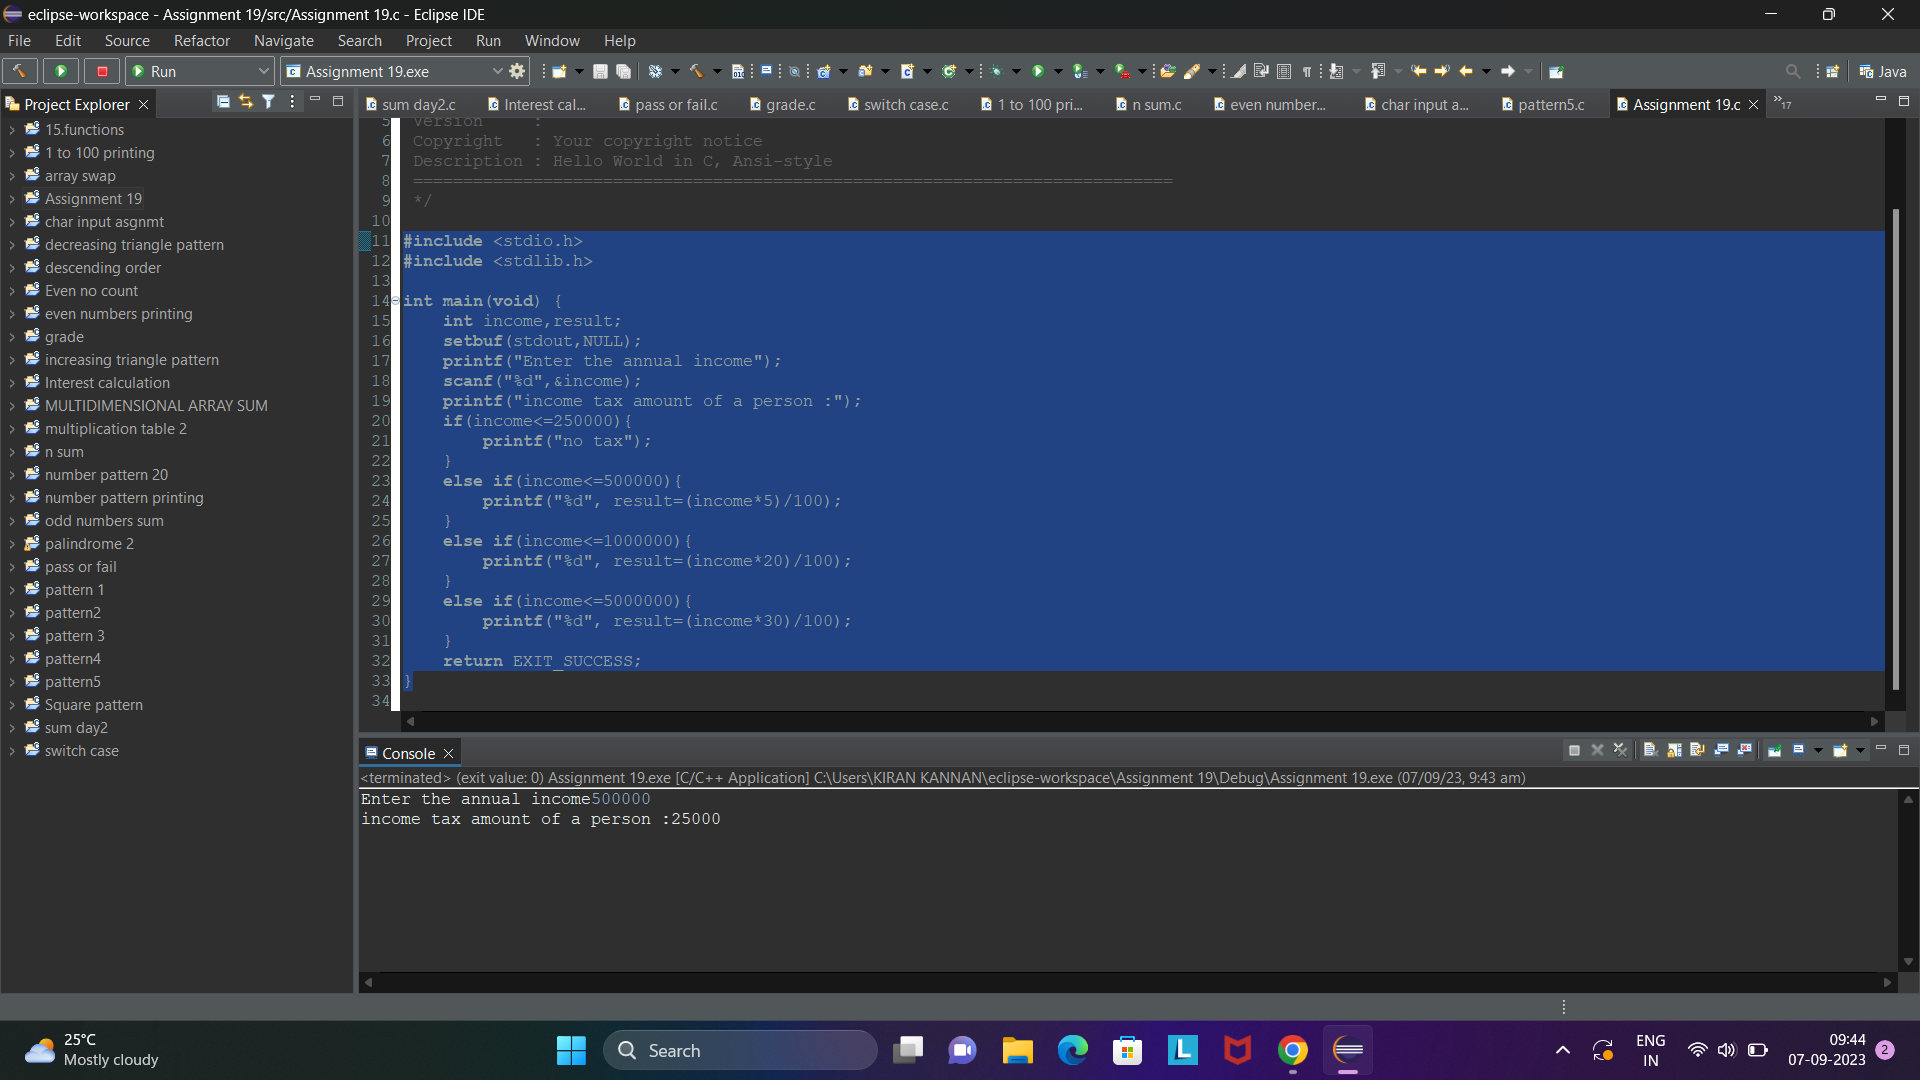 eclipse-workspace - Assignment 19/src/Assignment 19.c - Eclipse IDE
File Edit Source Refactor Navigate Search Project Run Window Help
Run Assignment 19.exe Java
Project Explorer
15.functions
1 to 100 printing
array swap
Assignment 19
char input asgnmt
decreasing triangle pattern
descending order
Even no count
even numbers printing
grade
increasing triangle pattern
Interest calculation
MULTIDIMENSIONAL ARRAY SUM
multiplication table 2
n sum
number pattern 20
number pattern printing
odd numbers sum
palindrome 2
pass or fail
pattern 1
pattern2
pattern 3
pattern4
pattern5
Square pattern
sum day2
switch case
sum day2.c Interest cal... pass or fail.c grade.c switch case.c 1 to 100 pri... n sum.c even number... char input a... pattern5.c Assignment 19.c »17
5 Version     :
6 Copyright   : Your copyright notice
7 Description : Hello World in C, Ansi-style
8 ============================================================================
9 */
10
11 #include <stdio.h>
12 #include <stdlib.h>
13
14 int main(void) {
15     int income,result;
16     setbuf(stdout,NULL);
17     printf("Enter the annual income");
18     scanf("%d",&income);
19     printf("income tax amount of a person :");
20     if(income<=250000){
21         printf("no tax");
22     }
23     else if(income<=500000){
24         printf("%d", result=(income*5)/100);
25     }
26     else if(income<=1000000){
27         printf("%d", result=(income*20)/100);
28     }
29     else if(income<=5000000){
30         printf("%d", result=(income*30)/100);
31     }
32     return EXIT_SUCCESS;
33 }
34
Console
<terminated> (exit value: 0) Assignment 19.exe [C/C++ Application] C:\Users\KIRAN KANNAN\eclipse-workspace\Assignment 19\Debug\Assignment 19.exe (07/09/23, 9:43 am)
Enter the annual income500000
income tax amount of a person :25000
25°C
Mostly cloudy
Search
L
ENG
IN
09:44
07-09-2023
2